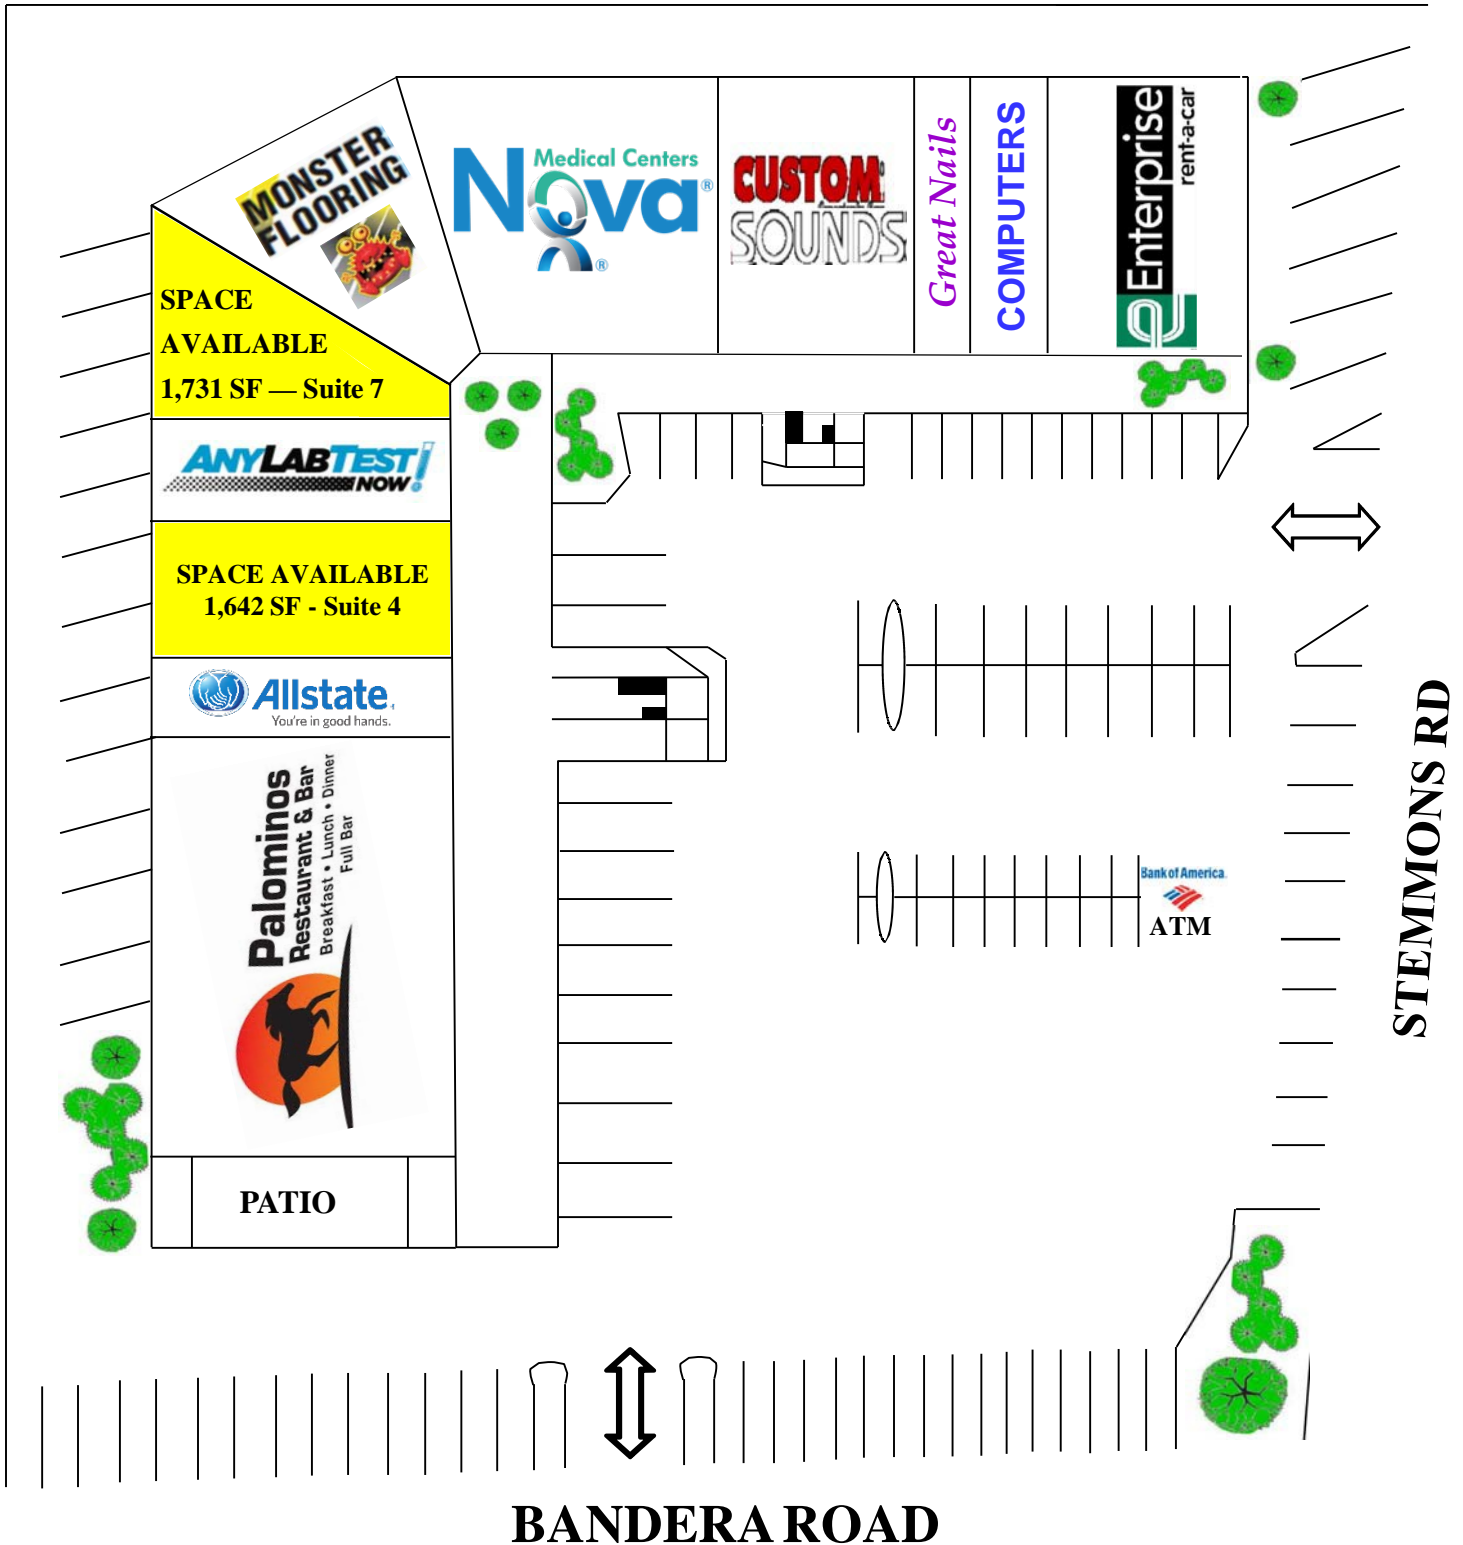 MONSTER
FLOORING
Medical Centers
Nova®
®
CUSTOM
SOUNDS
Great Nails
COMPUTERS
Enterprise
rent-a-car
SPACE
AVAILABLE
1,731 SF — Suite 7
ANYLABTEST!
NOW
SPACE AVAILABLE
1,642 SF - Suite 4
Allstate
You're in good hands.
Palominos
Restaurant & Bar
Breakfast • Lunch • Dinner
Full Bar
PATIO
Bank of America
ATM
STEMMONS RD
BANDERA ROAD